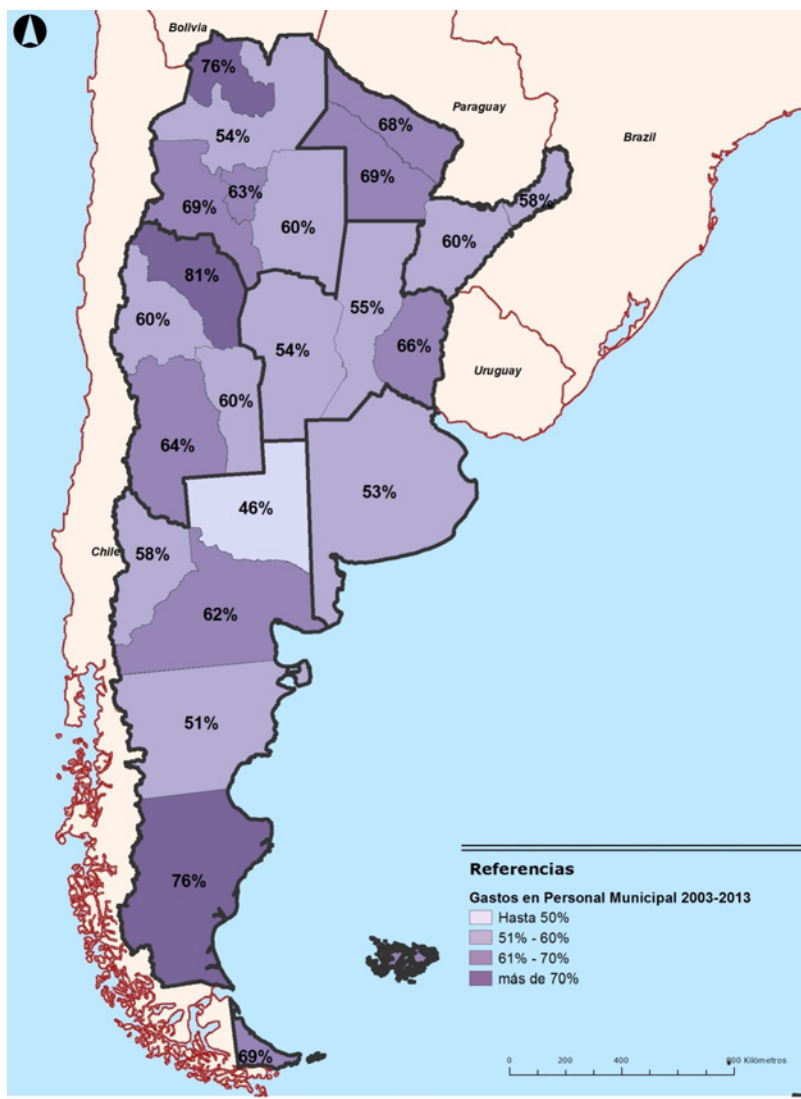 Bolivia
76%
Paraguay
68%
Brazil
54%
69%
63%
69%
58%
60%
60%
81%
55%
60%
54%
66%
Uruguay
60%
64%
53%
46%
Chile
58%
62%
51%
76%
Referencias
Gastos en Personal Municipal 2003-2013
Hasta 50%
51% - 60%
61% - 70%
más de 70%
69%
0 200 400 800 Kilómetros